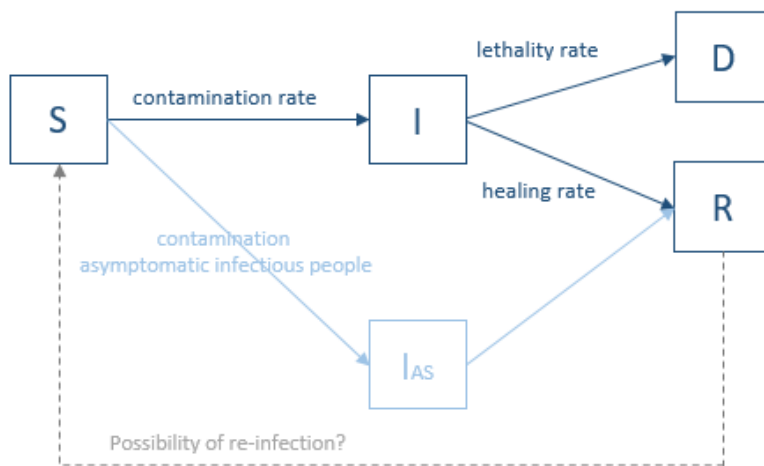 lethality rate
D
S
contamination rate
I
healing rate
R
contamination
asymptomatic infectious people
IAS
Possibility of re-infection?